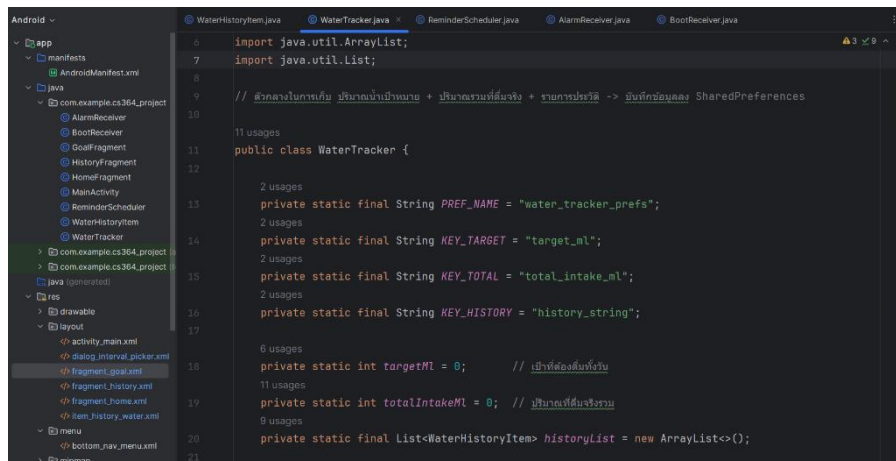 Android
WaterHistoryItem.java
WaterTracker.java
ReminderScheduler.java
AlarmReceiver.java
BootReceiver.java
app
manifests
AndroidManifest.xml
java
com.example.cs364_project
AlarmReceiver
BootReceiver
GoalFragment
HistoryFragment
HomeFragment
MainActivity
ReminderScheduler
WaterHistoryItem
WaterTracker
com.example.cs364_project
com.example.cs364_project
java (generated)
res
drawable
layout
activity_main.xml
dialog_interval_picker.xml
fragment_goal.xml
fragment_history.xml
fragment_home.xml
item_history_water.xml
menu
bottom_nav_menu.xml
mipmap
3 9
6 import java.util.ArrayList;
7 import java.util.List;
8
9 // ตัวกลางในการเก็บ ปริมาณน้ำเป้าหมาย + ปริมาณรวมที่ดื่มจริง + รายการประวัติ -> บันทึกข้อมูลลง SharedPreferences
10
11 usages
11 public class WaterTracker {
12
2 usages
13 private static final String PREF_NAME = "water_tracker_prefs";
2 usages
14 private static final String KEY_TARGET = "target_ml";
2 usages
15 private static final String KEY_TOTAL = "total_intake_ml";
2 usages
16 private static final String KEY_HISTORY = "history_string";
17
6 usages
18 private static int targetMl = 0; // เป้าที่ต้องดื่มทั้งวัน
11 usages
19 private static int totalIntakeMl = 0; // ปริมาณที่ดื่มจริงรวม
9 usages
20 private static final List<WaterHistoryItem> historyList = new ArrayList<>();
21